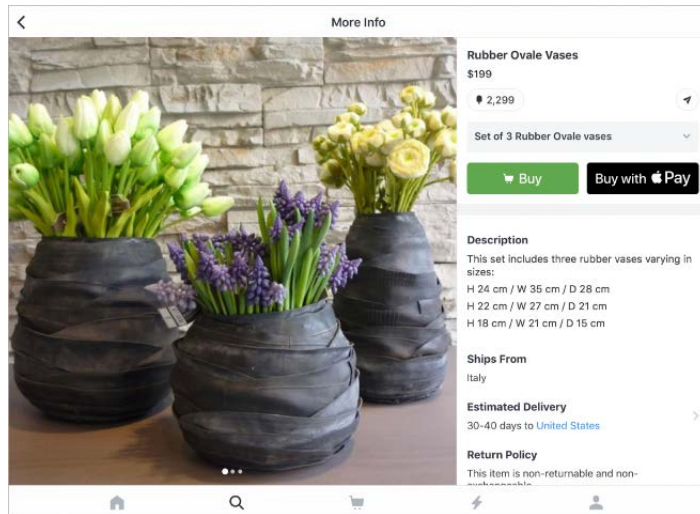 More Info
Rubber Ovale Vases
$199
2,299
Set of 3 Rubber Ovale vases
Buy
Buy with Pay
Description
This set includes three rubber vases varying in
sizes:
H 24 cm / W 35 cm / D 28 cm
H 22 cm / W 27 cm / D 21 cm
H 18 cm / W 21 cm / D 15 cm
Ships From
Italy
Estimated Delivery
30-40 days to United States
Return Policy
This item is non-returnable and non-
exchangeable